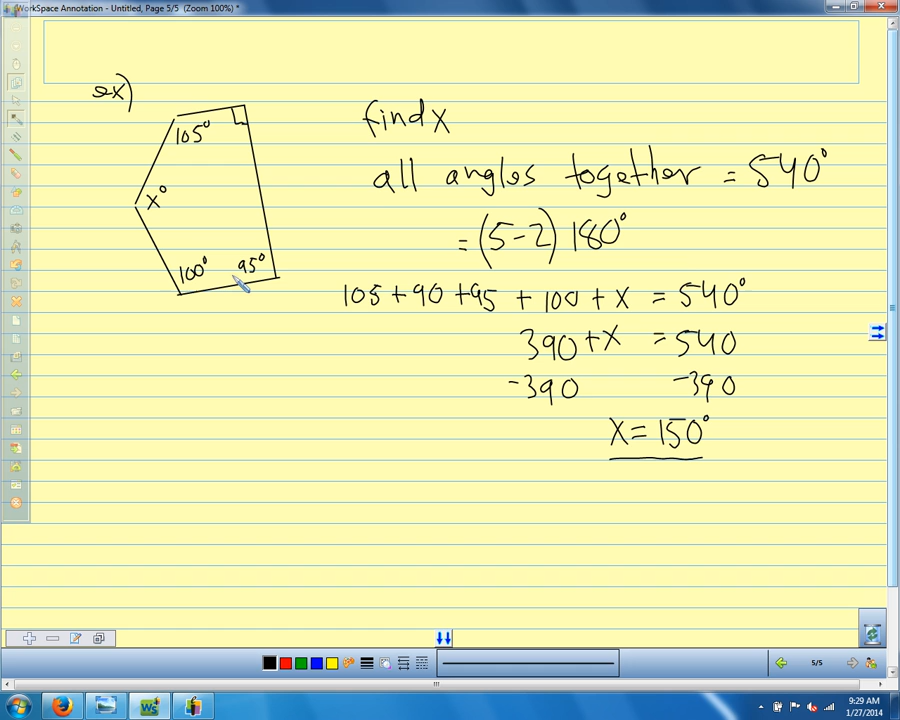 WorkSpace Annotation - Untitled, Page 5/5 (Zoom 100%) *
ex)
find x
105°
all angles together = 540°
x°
= (5-2) 180°
100° 95°
105 + 90 + 95 + 100 + x = 540°
390 + x = 540
-390 -390
x = 150°
5/5
9:29 AM
1/27/2014